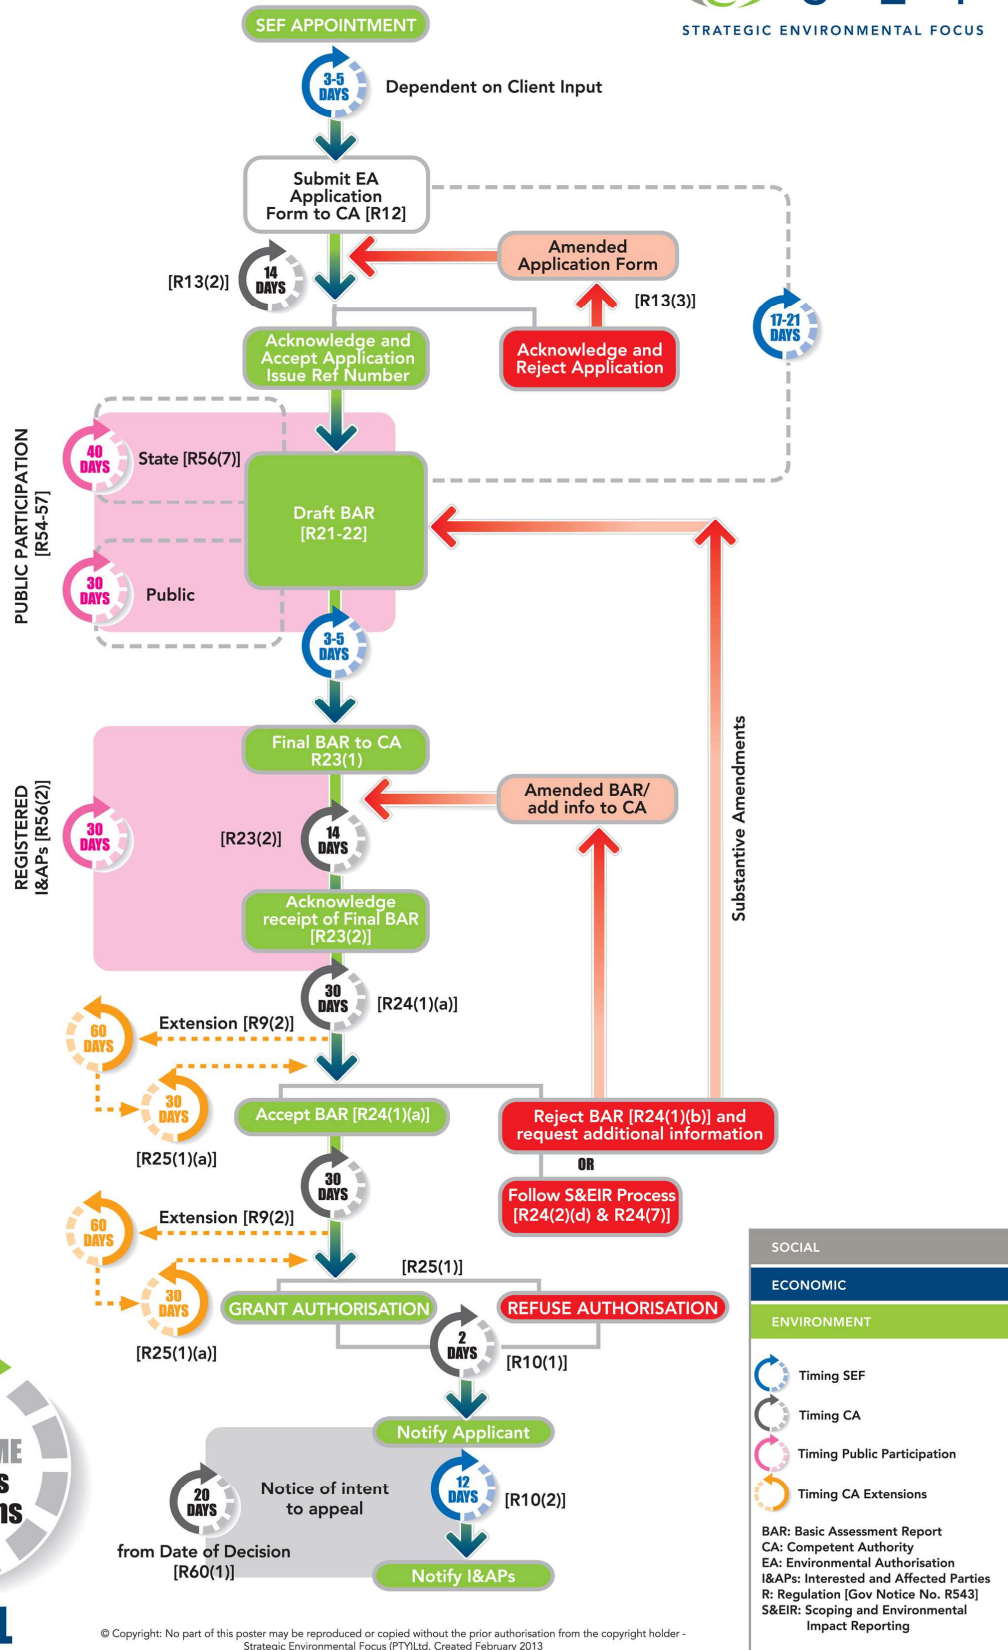 SEF APPOINTMENT
STRATEGIC ENVIRONMENTAL FOCUS
3-5
DAYS
Dependent on Client Input
Submit EA
Application
Form to CA [R12]
[R13(2)]
14
DAYS
Amended
Application Form
[R13(3)]
17-21
DAYS
Acknowledge and
Accept Application
Issue Ref Number
Acknowledge and
Reject Application
PUBLIC PARTICIPATION
[R54-57]
40
DAYS
State [R56(7)]
Draft BAR
[R21-22]
30
DAYS
Public
3-5
DAYS
Substantive Amendments
REGISTERED
I&APs [R56(2)]
30
DAYS
Final BAR to CA
R23(1)
Amended BAR/
add info to CA
[R23(2)]
14
DAYS
Acknowledge
receipt of Final BAR
[R23(2)]
30
DAYS
[R24(1)(a)]
60
DAYS
Extension [R9(2)]
30
DAYS
[R25(1)(a)]
Accept BAR [R24(1)(a)]
Reject BAR [R24(1)(b)] and
request additional information
OR
Follow S&EIR Process
[R24(2)(d) & R24(7)]
30
DAYS
60
DAYS
Extension [R9(2)]
30
DAYS
[R25(1)(a)]
[R25(1)]
GRANT AUTHORISATION
REFUSE AUTHORISATION
2
DAYS
[R10(1)]
Notify Applicant
20
DAYS
Notice of intent
to appeal
from Date of Decision
[R60(1)]
12
DAYS
[R10(2)]
Notify I&APs
SOCIAL
ECONOMIC
ENVIRONMENT
Timing SEF
Timing CA
Timing Public Participation
Timing CA Extensions
BAR: Basic Assessment Report
CA: Competent Authority
EA: Environmental Authorisation
I&APs: Interested and Affected Parties
R: Regulation [Gov Notice No. R543]
S&EIR: Scoping and Environmental
Impact Reporting
© Copyright: No part of this poster may be reproduced or copied without the prior authorisation from the copyright holder -
Strategic Environmental Focus (PTY)Ltd. Created February 2013